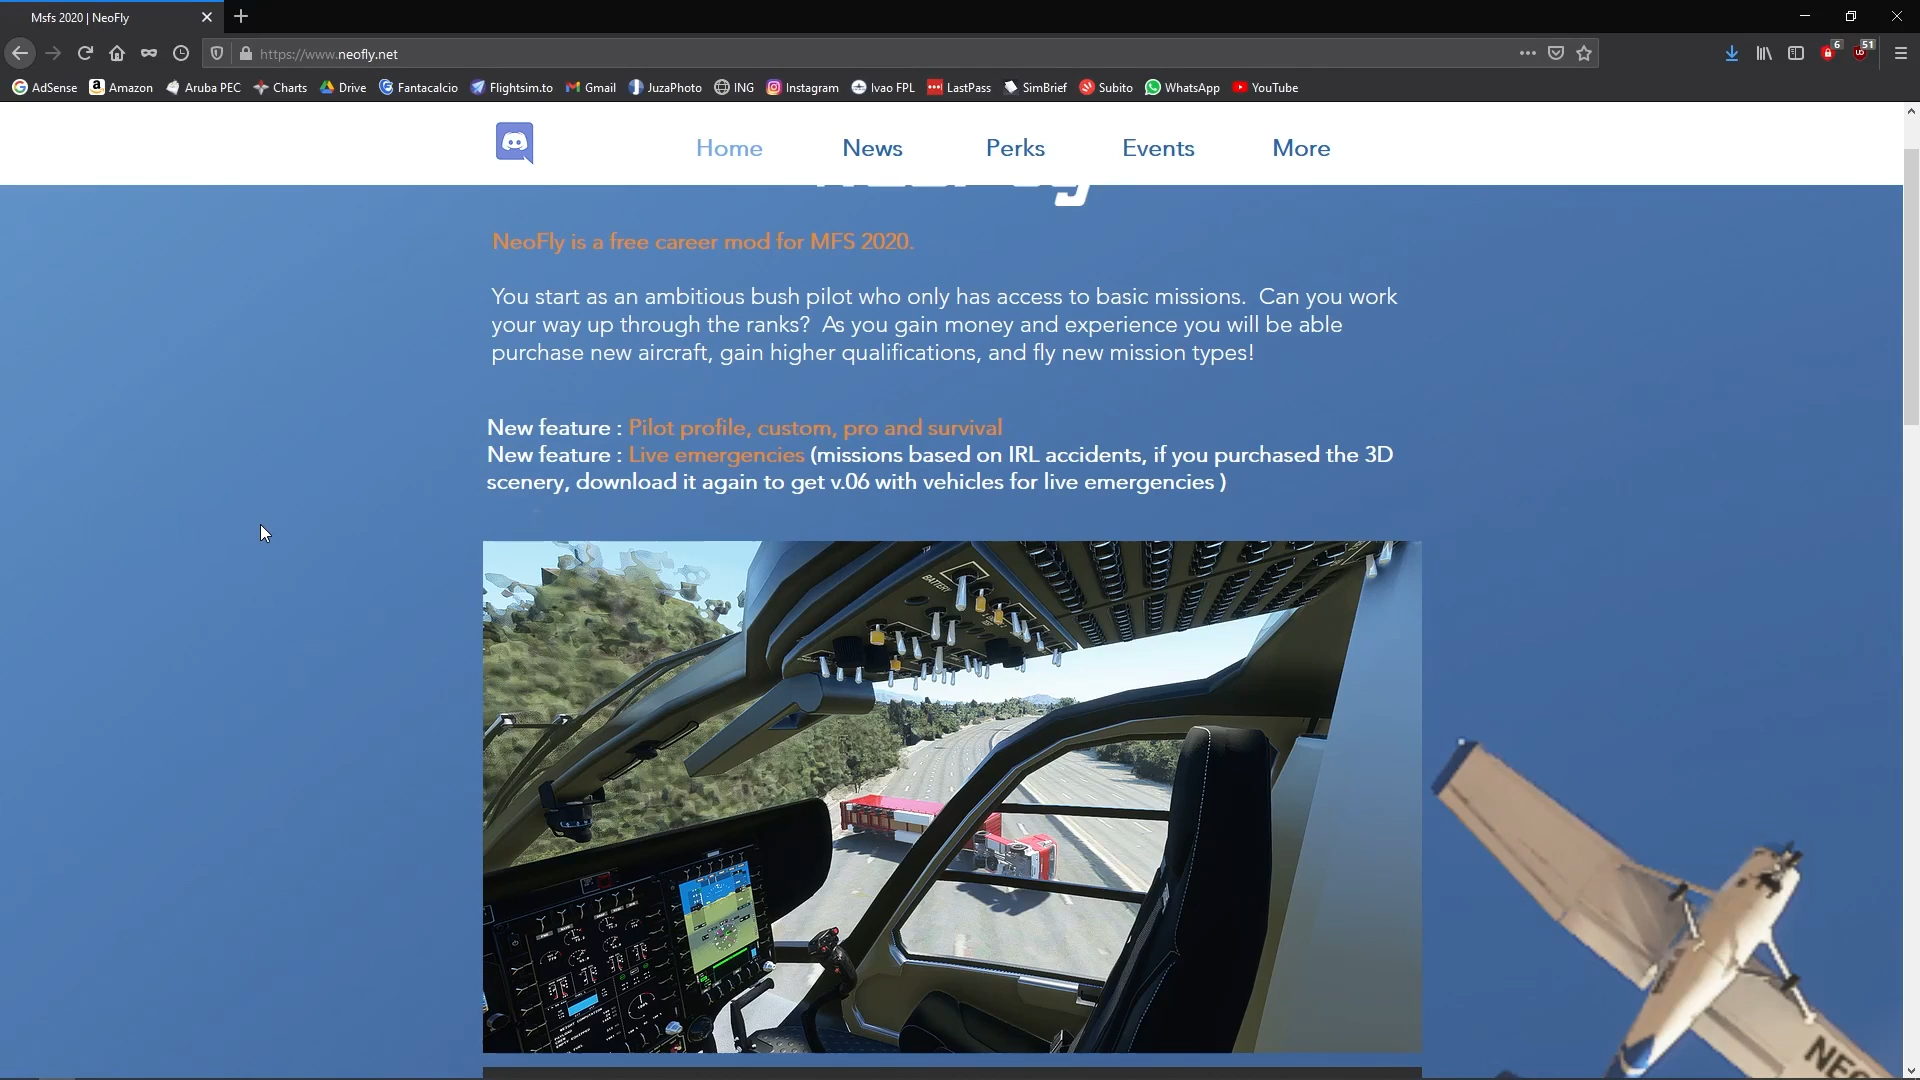 Msfs 2020 | NeoFly
https://www.neofly.net
6
51
AdSense Amazon Aruba PEC Charts Drive Fantacalcio Flightsim.to Gmail JuzaPhoto ING Instagram Ivao FPL LastPass SimBrief Subito WhatsApp YouTube
Home News Perks Events More
NeoFly is a free career mod for MFS 2020.
You start as an ambitious bush pilot who only has access to basic missions. Can you work
your way up through the ranks? As you gain money and experience you will be able
purchase new aircraft, gain higher qualifications, and fly new mission types!
New feature : Pilot profile, custom, pro and survival
New feature : Live emergencies (missions based on IRL accidents, if you purchased the 3D
scenery, download it again to get v.06 with vehicles for live emergencies )
BATTERY